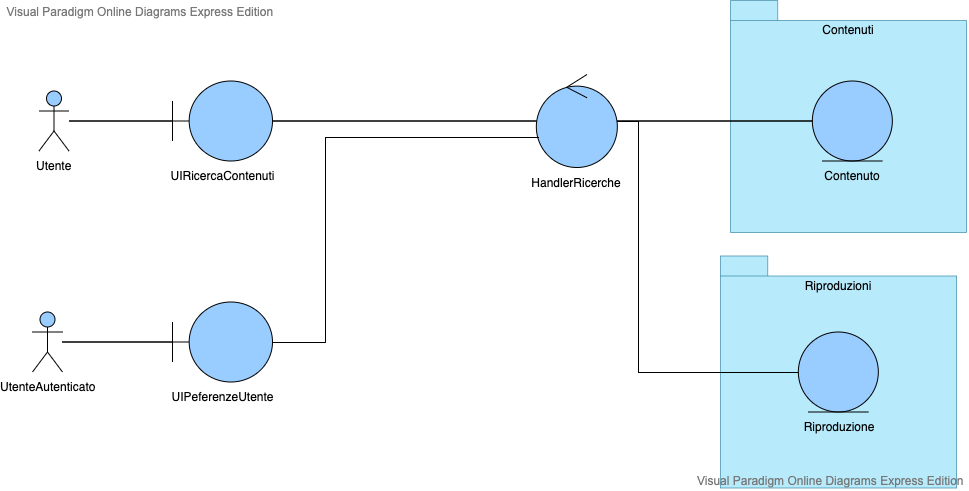 Visual Paradigm Online Diagrams Express Edition
Contenuti
Utente
UIRicercaContenuti
HandlerRicerche
Contenuto
Riproduzioni
UtenteAutenticato
UIPeferenzeUtente
Riproduzione
Visual Paradigm Online Diagrams Express Edition